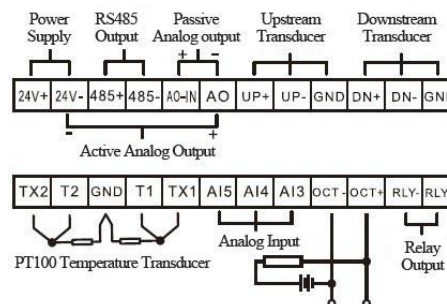 Power Supply
RS485 Output
Passive Analog output
+ -
Upstream Transducer
Downstream Transducer
24V+ 24V- 485+ 485- AO-IN AO UP+ UP- GND DN+ DN- GND
- +
Active Analog Output
TX2 T2 GND T1 TX1 AI5 AI4 AI3 OCT - OCT+ RLY- RLY
PT100 Temperature Transducer
Analog Input
Relay Output